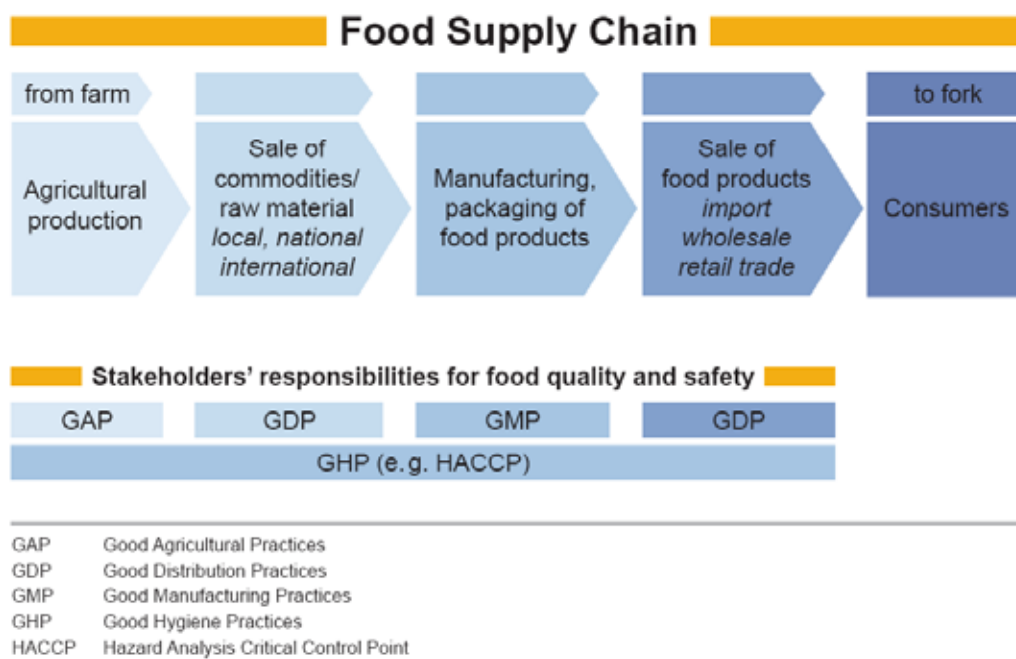 Food Supply Chain
from farm
to fork
Agricultural
production
Sale of
commodities/
raw material
local, national
international
Manufacturing,
packaging of
food products
Sale of
food products
import
wholesale
retail trade
Consumers
Stakeholders’ responsibilities for food quality and safety
GAP
GDP
GMP
GDP
GHP (e. g. HACCP)
GAP Good Agricultural Practices
GDP Good Distribution Practices
GMP Good Manufacturing Practices
GHP Good Hygiene Practices
HACCP Hazard Analysis Critical Control Point